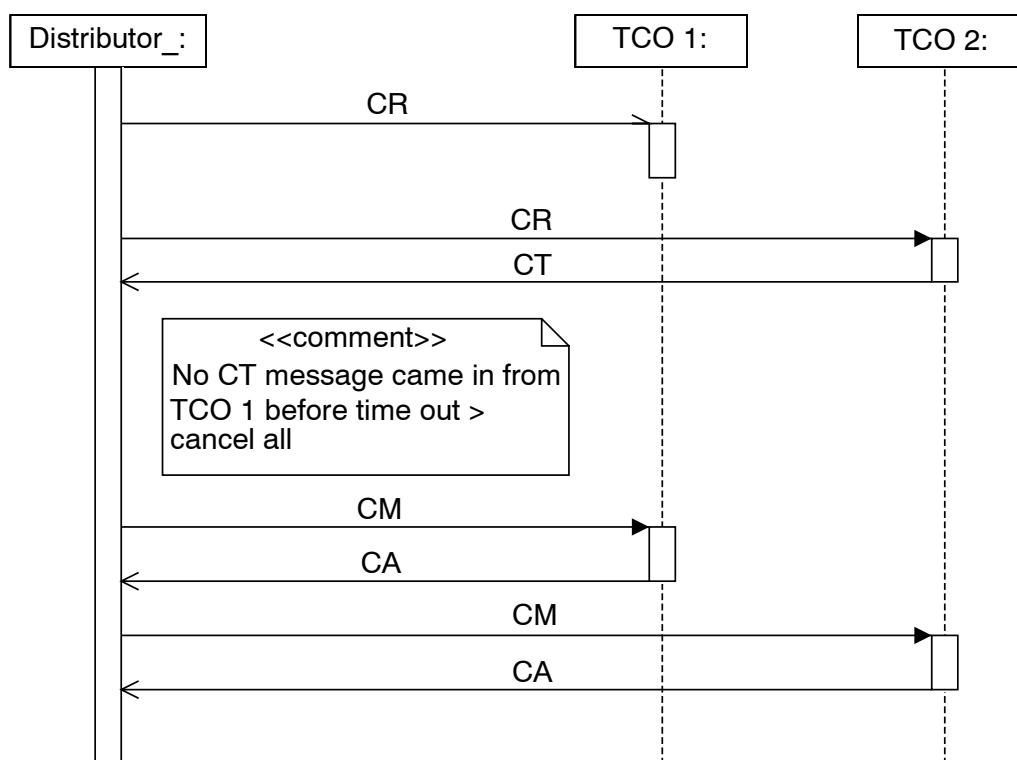 Distributor_:
TCO 1:
TCO 2:
CR
CR
CT
<<comment>>
No CT message came in from
TCO 1 before time out >
cancel all
CM
CA
CM
CA